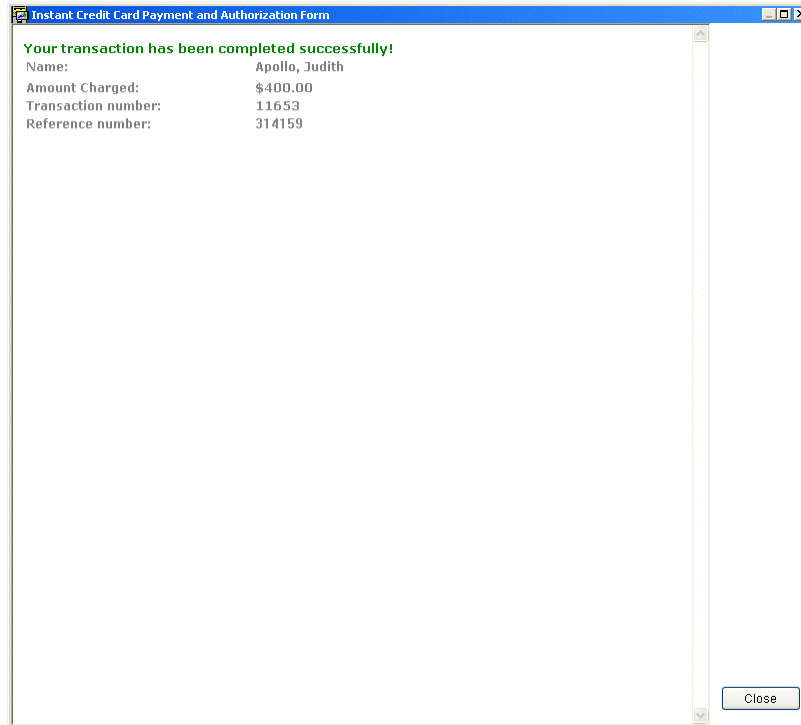 Instant Credit Card Payment and Authorization Form
Your transaction has been completed successfully!
Name: Apollo, Judith
Amount Charged: $400.00
Transaction number: 11653
Reference number: 314159
Close